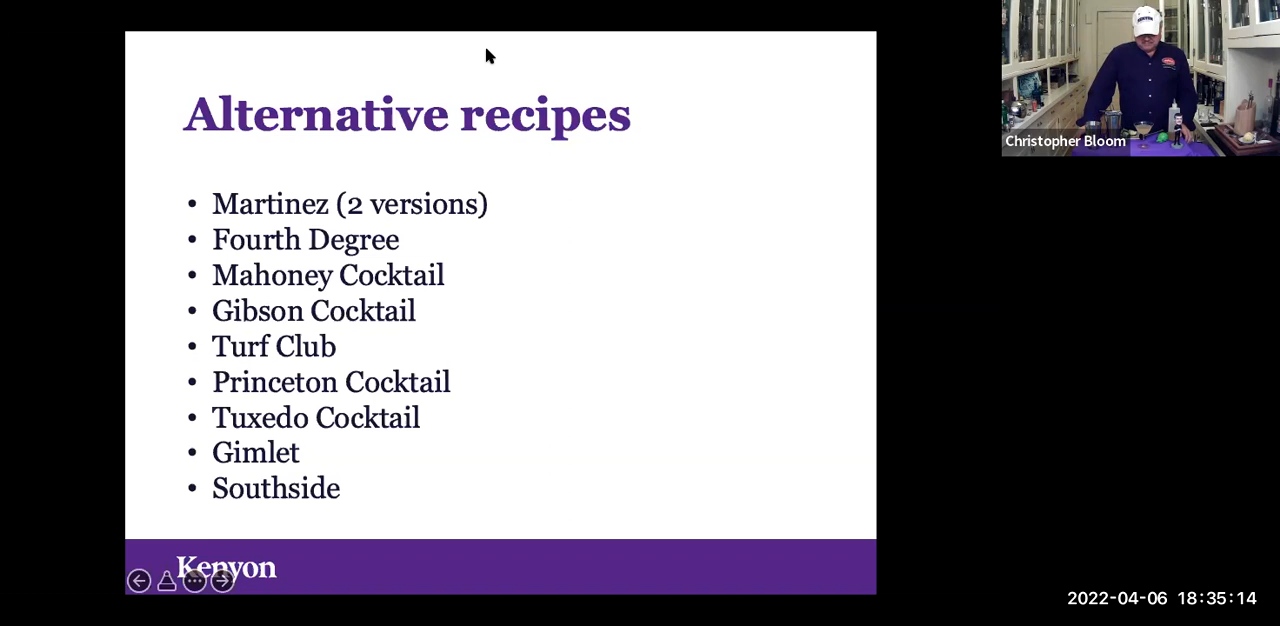 Alternative recipes
• Martinez (2 versions)
• Fourth Degree
• Mahoney Cocktail
• Gibson Cocktail
• Turf Club
• Princeton Cocktail
• Tuxedo Cocktail
• Gimlet
• Southside
Kenyon
Christopher Bloom
2022-04-06 18:35:14